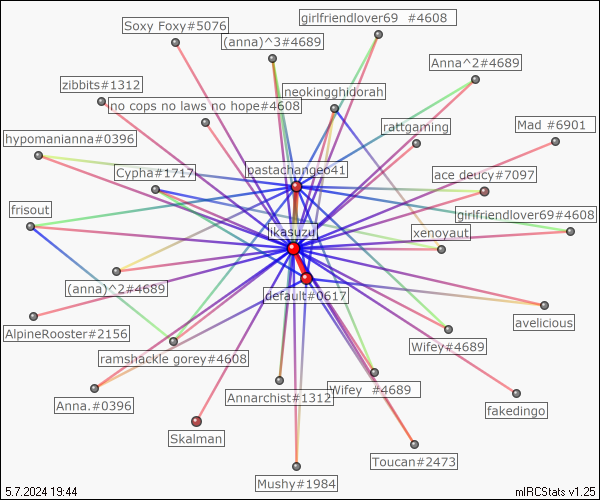 girlfriendlover69 #4608
Soxy Foxy#5076
(anna)^3#4689
Anna^2#4689
zibbits#1312
neokingghidorah
no cops no laws no hope#4608
rattgaming
Mad #6901
hypomanianna#0396
pastachangeo41
Cypha#1717
ace deucy#7097
frisout
girlfriendlover69#4608
likasuzu
xenoyaut
(anna)^2#4689
default#0617
avelicious
AlpineRooster#2156
Wifey#4689
ramshackle gorey#4608
Wifey #4689
Annarchist#1312
Anna.#0396
fakedingo
Skalman
Toucan#2473
Mushy#1984
5.7.2024 19:44
mIRCStats v1.25